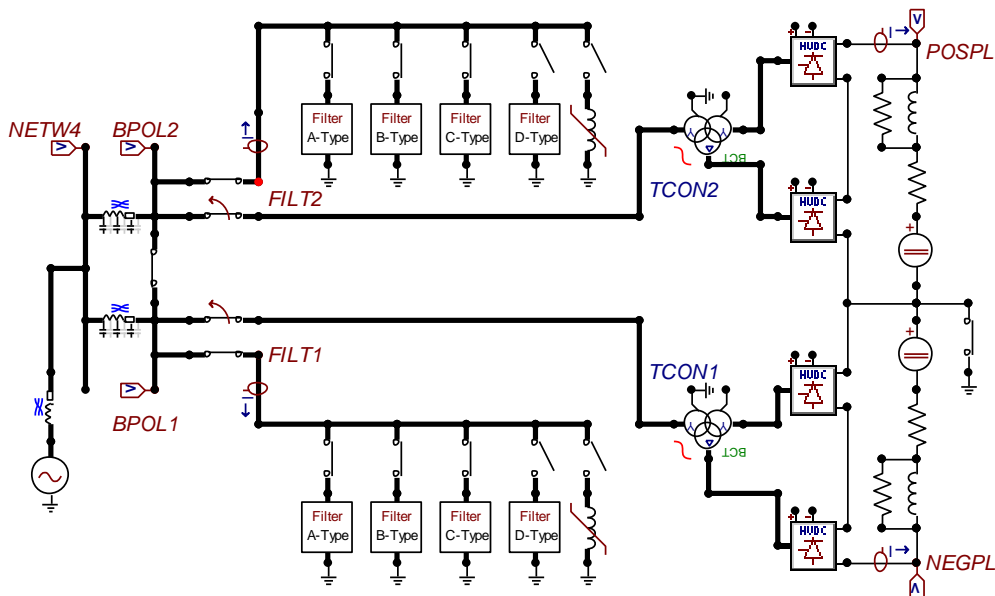 HVDC
POSPL
NETW4
BPOL2
Filter
A-Type
Filter
B-Type
Filter
C-Type
Filter
D-Type
BCT
TCON2
FILT2
HVDC
FILT1
TCON1
HVDC
BPOL1
BCT
Filter
A-Type
Filter
B-Type
Filter
C-Type
Filter
D-Type
HVDC
NEGPL
V
V
V
V
V
I
I
I
I